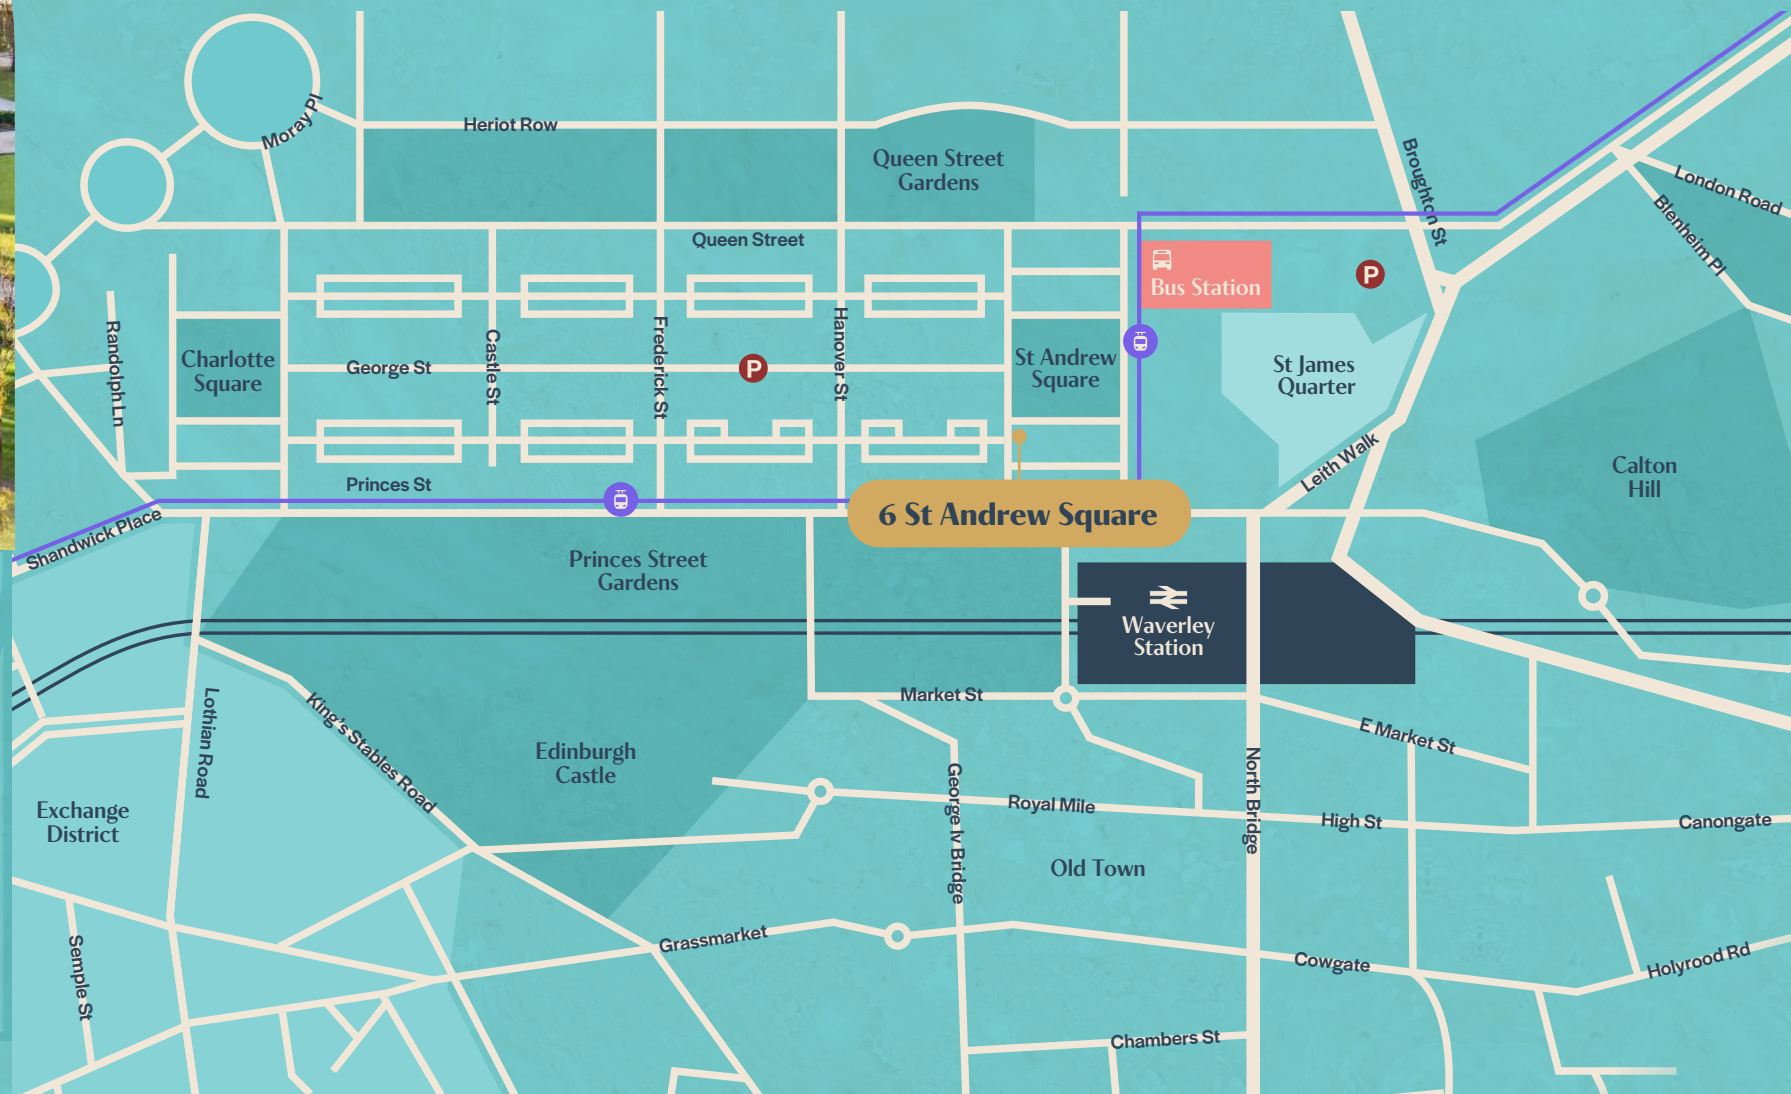 Moray Pl
Heriot Row
Queen Street
Gardens
Broughton St
London Road
Blenheim Pl
Queen Street
Bus Station
P
Randolph Ln
Charlotte
Square
George St
Castle St
Frederick St
P
Hanover St
St Andrew
Square
St James
Quarter
Leith Walk
Calton
Hill
Princes St
Shandwick Place
6 St Andrew Square
Princes Street
Gardens
Waverley
Station
Lothian Road
King's Stables Road
Market St
E Market St
Edinburgh
Castle
George Iv Bridge
North Bridge
Royal Mile
High St
Canongate
Exchange
District
Old Town
Semple St
Grassmarket
Cowgate
Holyrood Rd
Chambers St